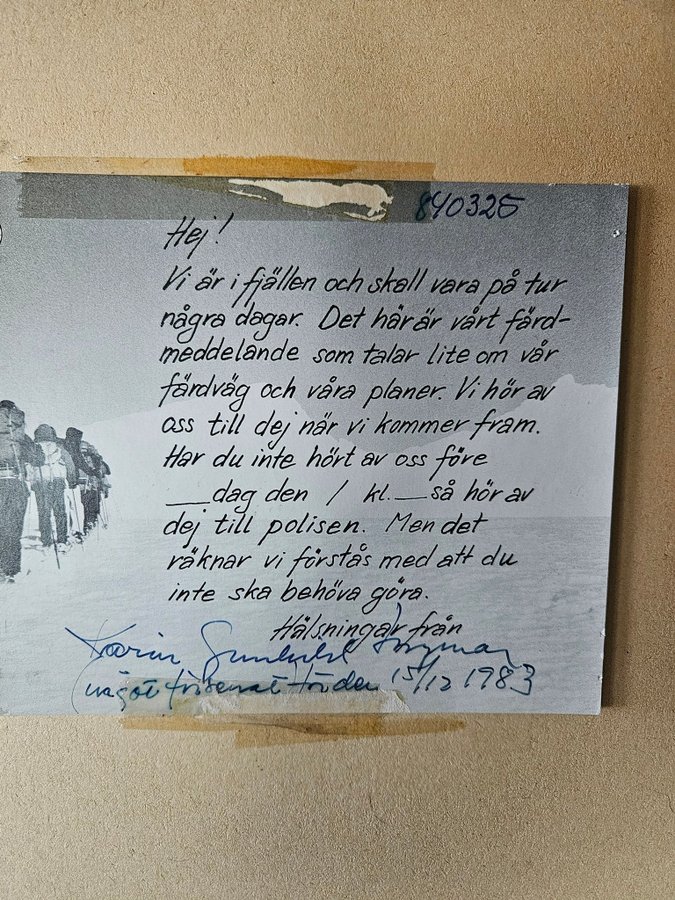 840325
Hej!
Vi är i fjällen och skall vara på tur
några dagar. Det här är vårt färd-
meddelande som talar lite om vår
färdväg och våra planer. Vi hör av
oss till dej när vi kommer fram.
Har du inte hört av oss före
___dag den / kl.___så hör av
dej till polisen. Men det
räknar vi förstås med att du
inte ska behöva göra.
Hälsningar från
Karin
(något försenat 15/12 1983